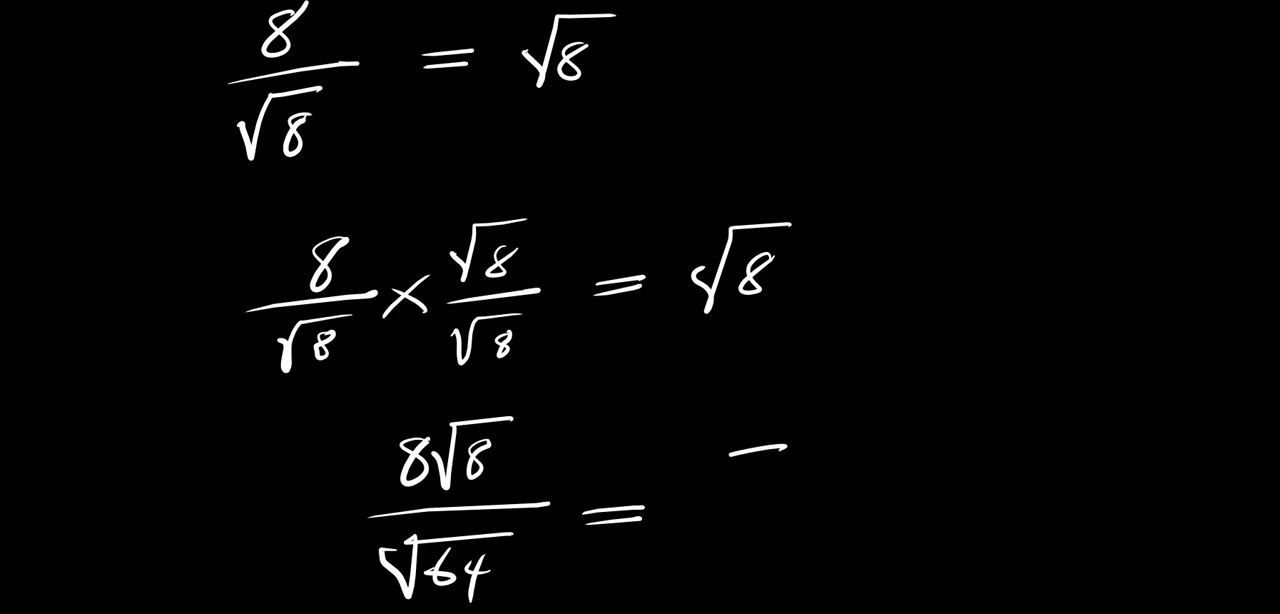 8/√8 = √8
8/√8 × √8/√8 = √8
8√8/√64 = —